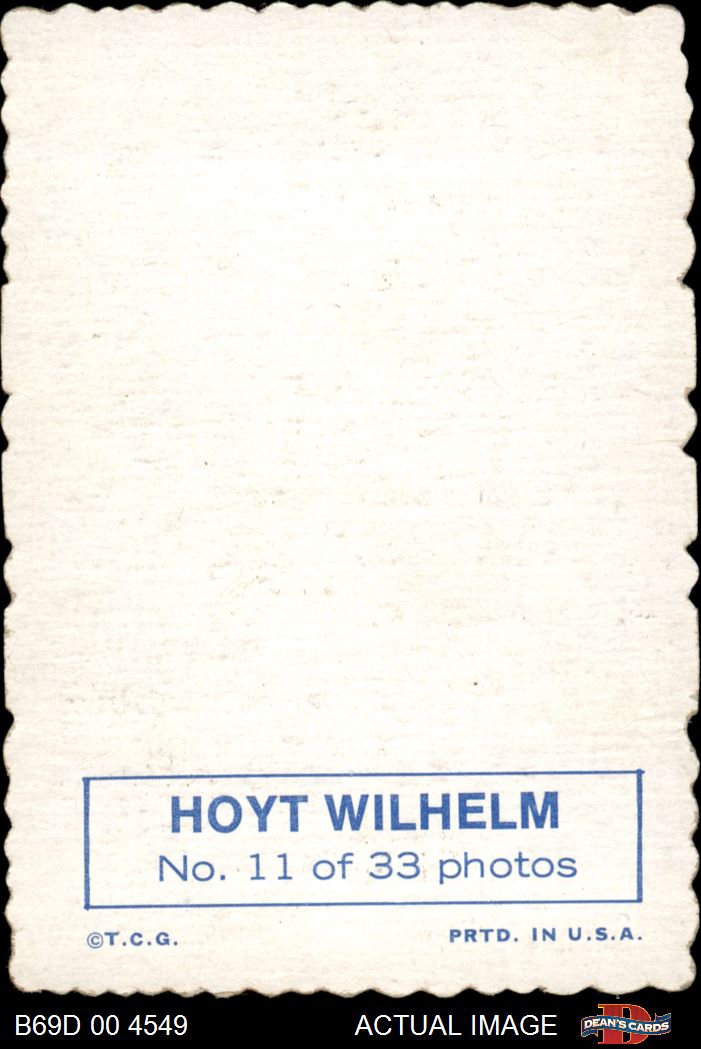 HOYT WILHELM
No. 11 of 33 photos
©T.C.G.
PRTD. IN U.S.A.
B69D 00 4549
ACTUAL IMAGE
D
DEAN'S CARDS